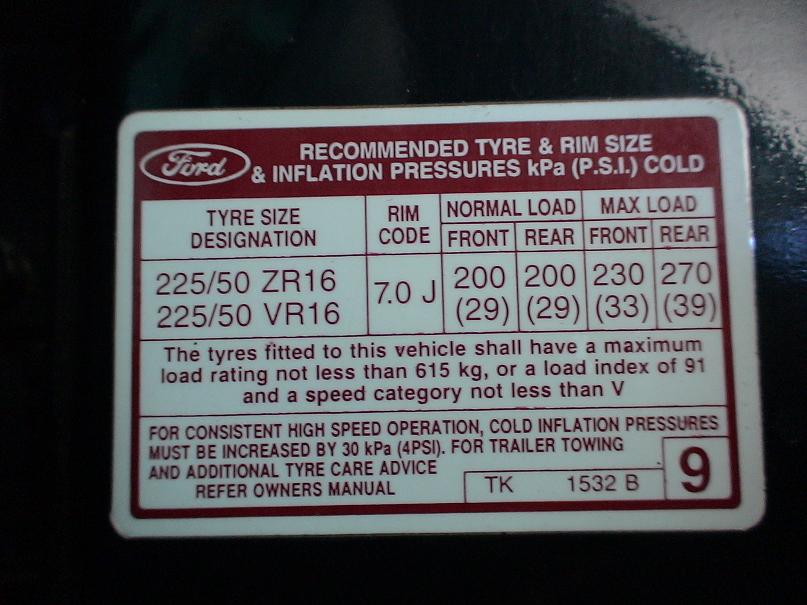 Ford
RECOMMENDED TYRE & RIM SIZE
& INFLATION PRESSURES kPa (P.S.I.) COLD
TYRE SIZE DESIGNATION
RIM CODE
NORMAL LOAD
MAX LOAD
FRONT REAR FRONT REAR
225/50 ZR16
225/50 VR16
7.0 J
200 (29)
200 (29)
230 (33)
270 (39)
The tyres fitted to this vehicle shall have a maximum
load rating not less than 615 kg, or a load index of 91
and a speed category not less than V
FOR CONSISTENT HIGH SPEED OPERATION, COLD INFLATION PRESSURES
MUST BE INCREASED BY 30 kPa (4PSI). FOR TRAILER TOWING
AND ADDITIONAL TYRE CARE ADVICE
REFER OWNERS MANUAL
TK 1532 B
9